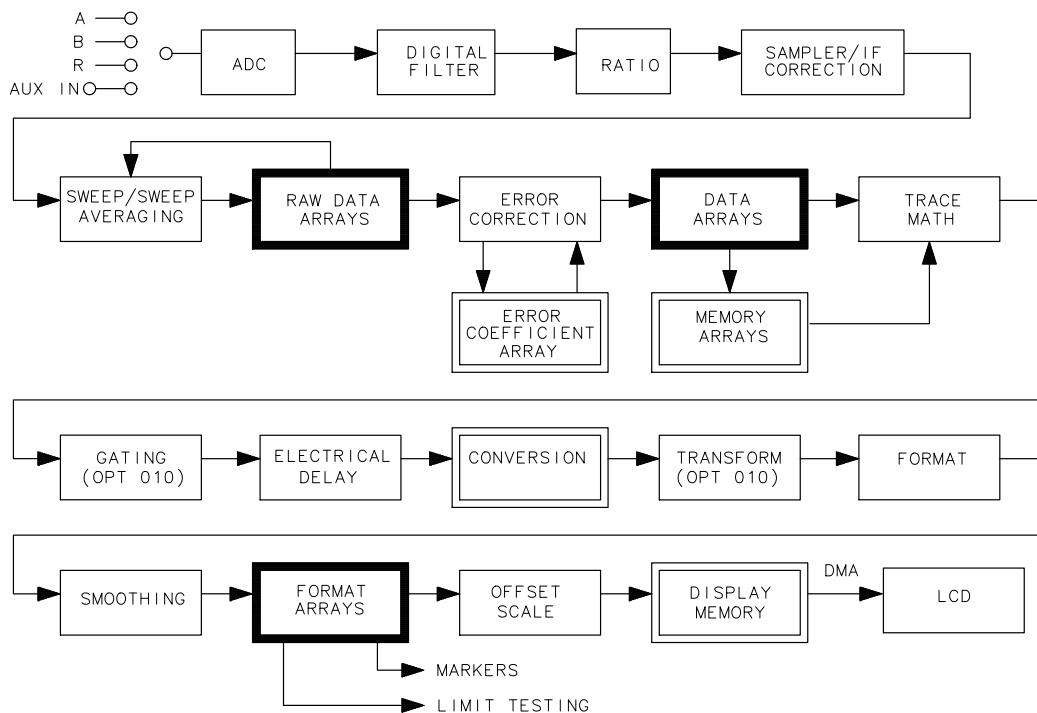 A
B
R
AUX IN
ADC
DIGITAL
FILTER
RATIO
SAMPLER/IF
CORRECTION
SWEEP/SWEEP
AVERAGING
RAW DATA
ARRAYS
ERROR
CORRECTION
DATA
ARRAYS
TRACE
MATH
ERROR
COEFFICIENT
ARRAY
MEMORY
ARRAYS
GATING
(OPT 010)
ELECTRICAL
DELAY
CONVERSION
TRANSFORM
(OPT 010)
FORMAT
SMOOTHING
FORMAT
ARRAYS
OFFSET
SCALE
DISPLAY
MEMORY
DMA
LCD
MARKERS
LIMIT TESTING